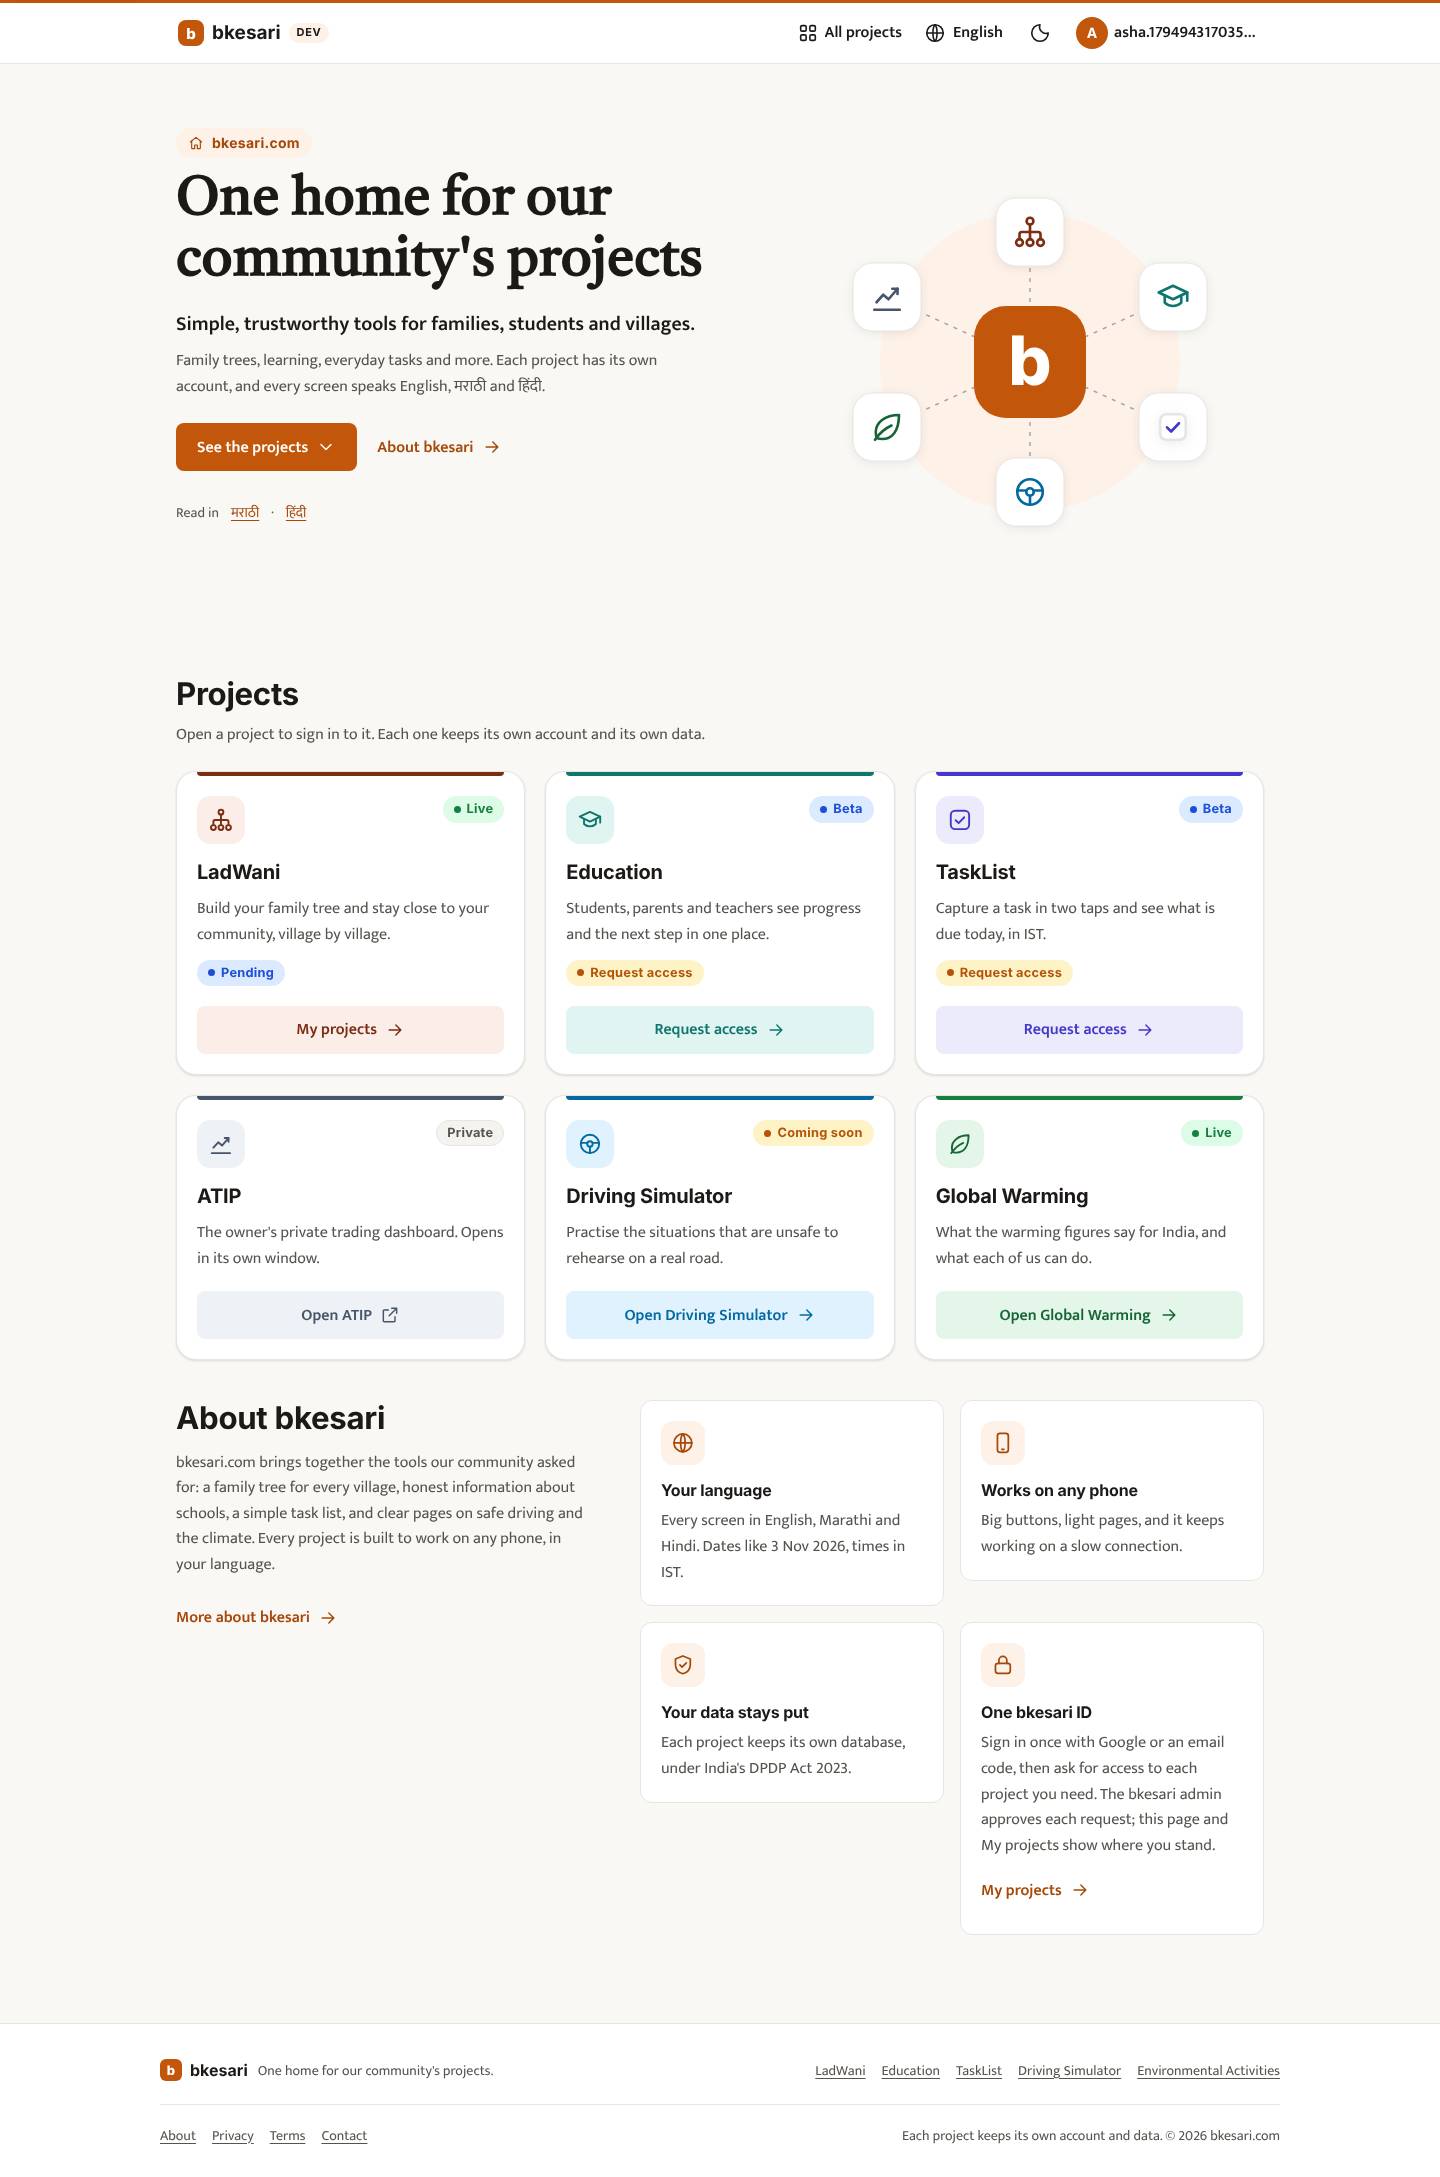 b bkesari DEV
All projects
English
A asha.179494317035...
bkesari.com
One home for our
community's projects
Simple, trustworthy tools for families, students and villages.
Family trees, learning, everyday tasks and more. Each project has its own
account, and every screen speaks English, मराठी and हिंदी.
See the projects
About bkesari
Read in मराठी · हिंदी
b
Projects
Open a project to sign in to it. Each one keeps its own account and its own data.
Live
LadWani
Build your family tree and stay close to your
community, village by village.
Pending
My projects
Beta
Education
Students, parents and teachers see progress
and the next step in one place.
Request access
Request access
Beta
TaskList
Capture a task in two taps and see what is
due today, in IST.
Request access
Request access
Private
ATIP
The owner's private trading dashboard. Opens
in its own window.
Open ATIP
Coming soon
Driving Simulator
Practise the situations that are unsafe to
rehearse on a real road.
Open Driving Simulator
Live
Global Warming
What the warming figures say for India, and
what each of us can do.
Open Global Warming
About bkesari
bkesari.com brings together the tools our community asked
for: a family tree for every village, honest information about
schools, a simple task list, and clear pages on safe driving and
the climate. Every project is built to work on any phone, in
your language.
More about bkesari
Your language
Every screen in English, Marathi and
Hindi. Dates like 3 Nov 2026, times in
IST.
Works on any phone
Big buttons, light pages, and it keeps
working on a slow connection.
Your data stays put
Each project keeps its own database,
under India's DPDP Act 2023.
One bkesari ID
Sign in once with Google or an email
code, then ask for access to each
project you need. The bkesari admin
approves each request; this page and
My projects show where you stand.
My projects
b bkesari One home for our community's projects.
LadWani Education TaskList Driving Simulator Environmental Activities
About Privacy Terms Contact
Each project keeps its own account and data. © 2026 bkesari.com